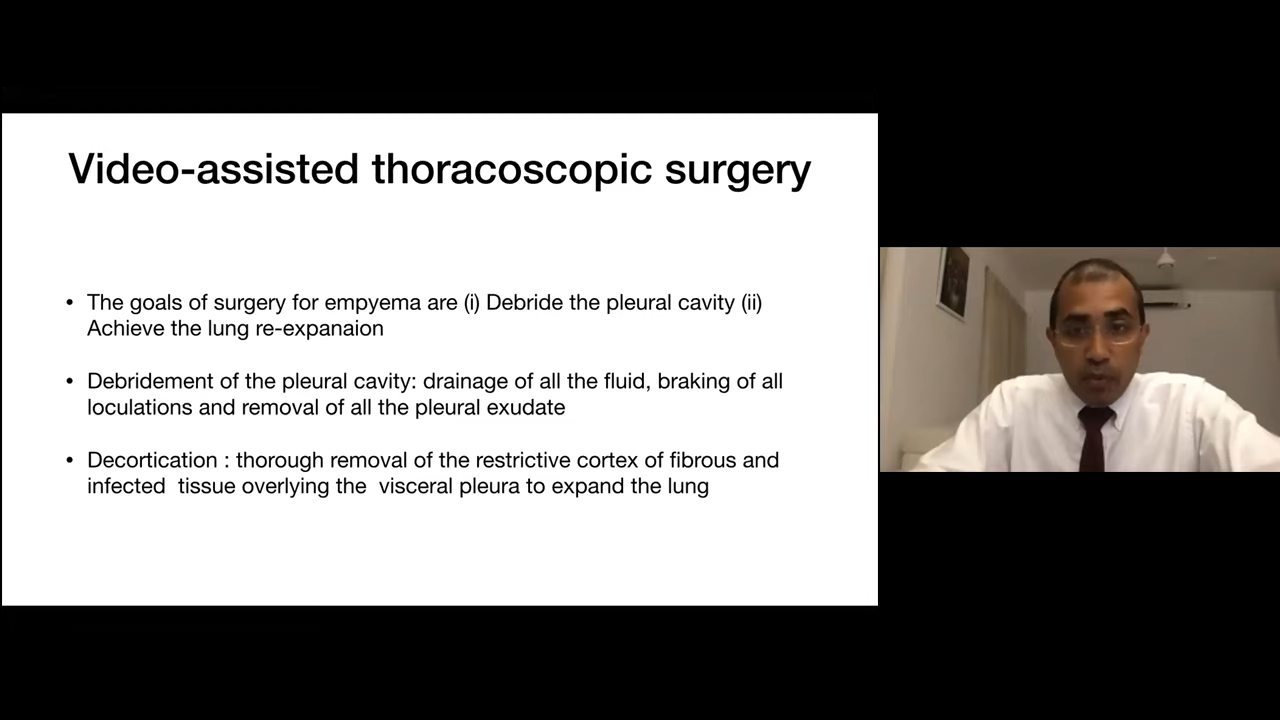 Video-assisted thoracoscopic surgery
• The goals of surgery for empyema are (i) Debride the pleural cavity (ii)
Achieve the lung re-expanaion
• Debridement of the pleural cavity: drainage of all the fluid, braking of all
loculations and removal of all the pleural exudate
• Decortication : thorough removal of the restrictive cortex of fibrous and
infected  tissue overlying the  visceral pleura to expand the lung